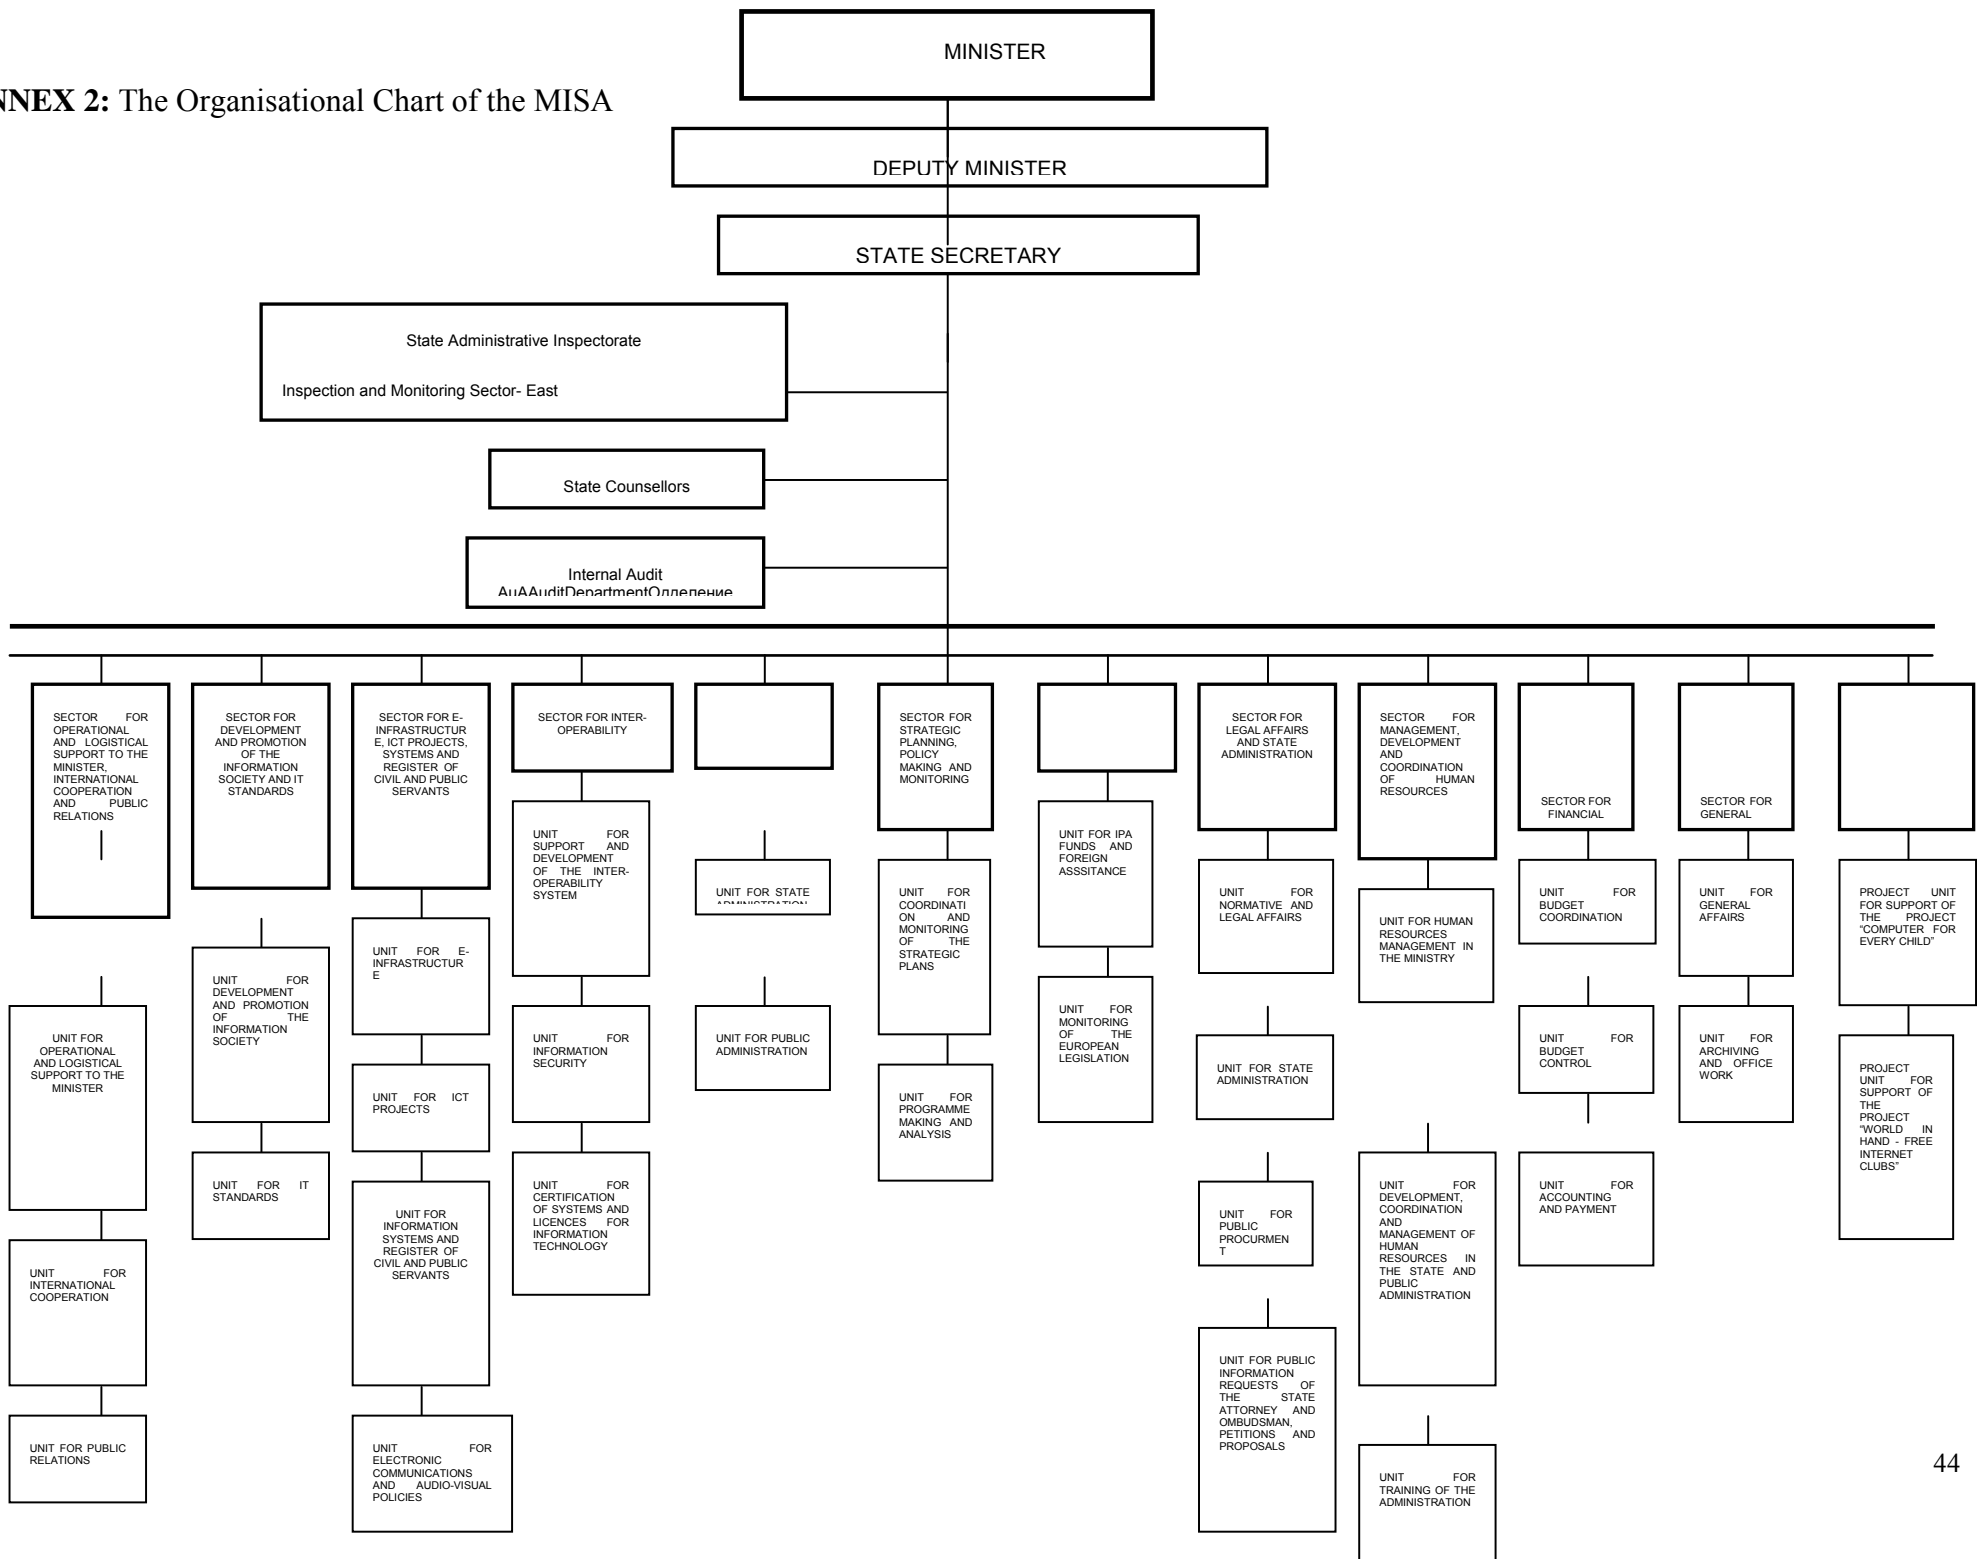 MINISTER
NNEX 2: The Organisational Chart of the MISA
DEPUTY MINISTER
STATE SECRETARY
State Administrative Inspectorate
Inspection and Monitoring Sector- East
State Counsellors
Internal Audit
AuAAuditDepartmentОдделение
SECTOR FOR
OPERATIONAL
AND LOGISTICAL
SUPPORT TO THE
MINISTER,
INTERNATIONAL
COOPERATION
AND PUBLIC
RELATIONS
UNIT FOR
OPERATIONAL
AND LOGISTICAL
SUPPORT TO THE
MINISTER
UNIT FOR
INTERNATIONAL
COOPERATION
UNIT FOR PUBLIC
RELATIONS
SECTOR FOR
DEVELOPMENT
AND PROMOTION
OF THE
INFORMATION
SOCIETY AND IT
STANDARDS
UNIT FOR
DEVELOPMENT
AND PROMOTION
OF THE
INFORMATION
SOCIETY
UNIT FOR IT
STANDARDS
SECTOR FOR E-
INFRASTRUCTUR
E, ICT PROJECTS,
SYSTEMS AND
REGISTER OF
CIVIL AND PUBLIC
SERVANTS
UNIT FOR E-
INFRASTRUCTUR
E
UNIT FOR ICT
PROJECTS
UNIT FOR
INFORMATION
SYSTEMS AND
REGISTER OF
CIVIL AND PUBLIC
SERVANTS
UNIT FOR
ELECTRONIC
COMMUNICATIONS
AND AUDIO-VISUAL
POLICIES
SECTOR FOR INTER-
OPERABILITY
UNIT FOR
SUPPORT AND
DEVELOPMENT
OF THE INTER-
OPERABILITY
SYSTEM
UNIT FOR
INFORMATION
SECURITY
UNIT FOR
CERTIFICATION
OF SYSTEMS AND
LICENCES FOR
INFORMATION
TECHNOLOGY
UNIT FOR STATE
ADMINISTRATION
UNIT FOR PUBLIC
ADMINISTRATION
SECTOR FOR
STRATEGIC
PLANNING,
POLICY
MAKING AND
MONITORING
UNIT FOR
COORDINATI
ON AND
MONITORING
OF THE
STRATEGIC
PLANS
UNIT FOR
PROGRAMME
MAKING AND
ANALYSIS
UNIT FOR IPA
FUNDS AND
FOREIGN
ASSSITANCE
UNIT FOR
MONITORING
OF THE
EUROPEAN
LEGISLATION
SECTOR FOR
LEGAL AFFAIRS
AND STATE
ADMINISTRATION
UNIT FOR
NORMATIVE AND
LEGAL AFFAIRS
UNIT FOR STATE
ADMINISTRATION
UNIT FOR
PUBLIC
PROCURMEN
T
UNIT FOR PUBLIC
INFORMATION
REQUESTS OF
THE STATE
ATTORNEY AND
OMBUDSMAN,
PETITIONS AND
PROPOSALS
SECTOR FOR
MANAGEMENT,
DEVELOPMENT
AND
COORDINATION
OF HUMAN
RESOURCES
UNIT FOR HUMAN
RESOURCES
MANAGEMENT IN
THE MINISTRY
UNIT FOR
DEVELOPMENT,
COORDINATION
AND
MANAGEMENT OF
HUMAN
RESOURCES IN
THE STATE AND
PUBLIC
ADMINISTRATION
UNIT FOR
TRAINING OF THE
ADMINISTRATION
SECTOR FOR
FINANCIAL
UNIT FOR
BUDGET
COORDINATION
UNIT FOR
BUDGET
CONTROL
UNIT FOR
ACCOUNTING
AND PAYMENT
SECTOR FOR
GENERAL
UNIT FOR
GENERAL
AFFAIRS
UNIT FOR
ARCHIVING
AND OFFICE
WORK
PROJECT UNIT
FOR SUPPORT OF
THE PROJECT
“COMPUTER FOR
EVERY CHILD”
PROJECT
UNIT FOR
SUPPORT OF
THE
PROJECT
“WORLD IN
HAND - FREE
INTERNET
CLUBS”
44